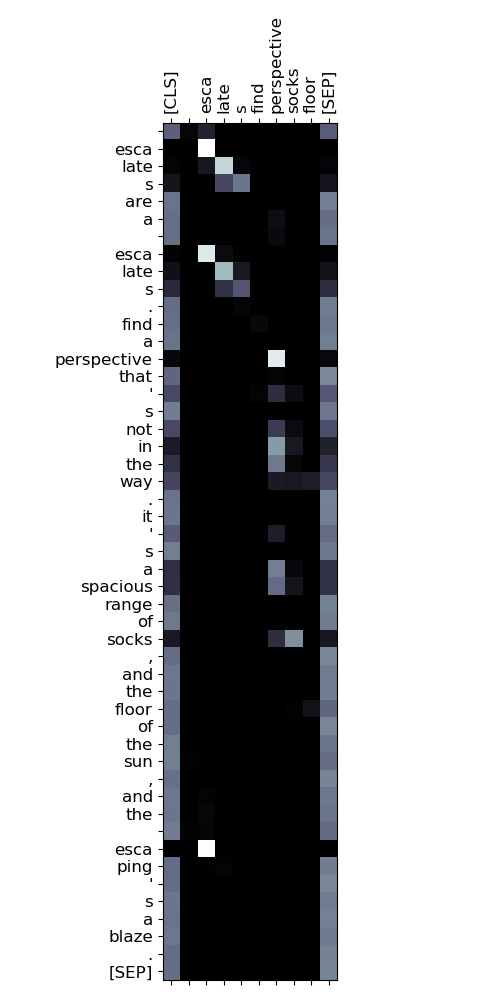 [CLS]
esca
late
s
find
perspective
socks
floor
[SEP]
esca
late
s
are
a
esca
late
s
.
find
a
perspective
that
'
s
not
in
the
way
.
it
'
s
a
spacious
range
of
socks
,
and
the
floor
of
the
sun
,
and
the
esca
ping
'
s
a
blaze
.
[SEP]